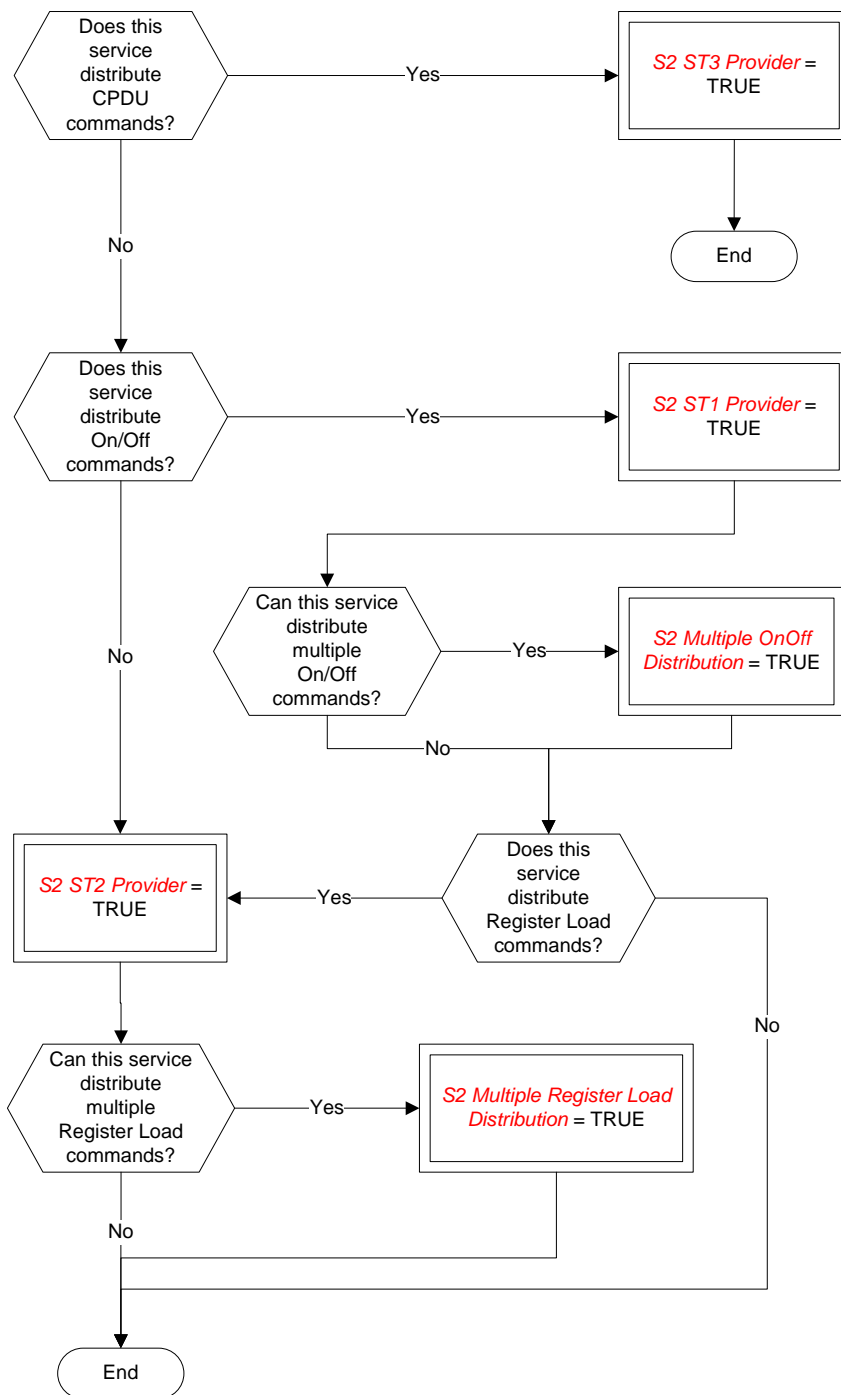 Does this
service
distribute
CPDU
commands?
Yes
S2 ST3 Provider =
TRUE
No
End
Does this
service
distribute
On/Off
commands?
Yes
S2 ST1 Provider =
TRUE
No
Can this service
distribute
multiple
On/Off
commands?
Yes
S2 Multiple OnOff
Distribution = TRUE
No
S2 ST2 Provider =
TRUE
Yes
Does this
service
distribute
Register Load
commands?
No
Can this service
distribute
multiple
Register Load
commands?
Yes
S2 Multiple Register Load
Distribution = TRUE
No
End